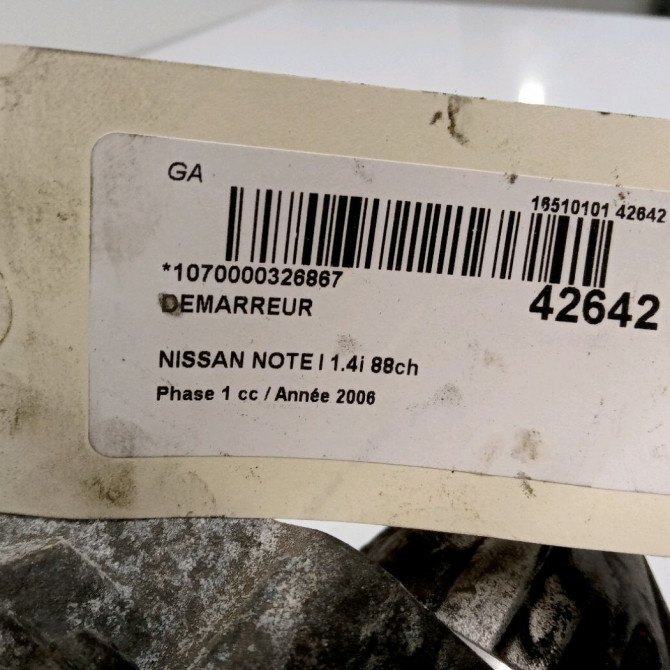 GA
16510101 42642
*1070000326867
DEMARREUR
42642
NISSAN NOTE I 1.4i 88ch
Phase 1 cc / Année 2006